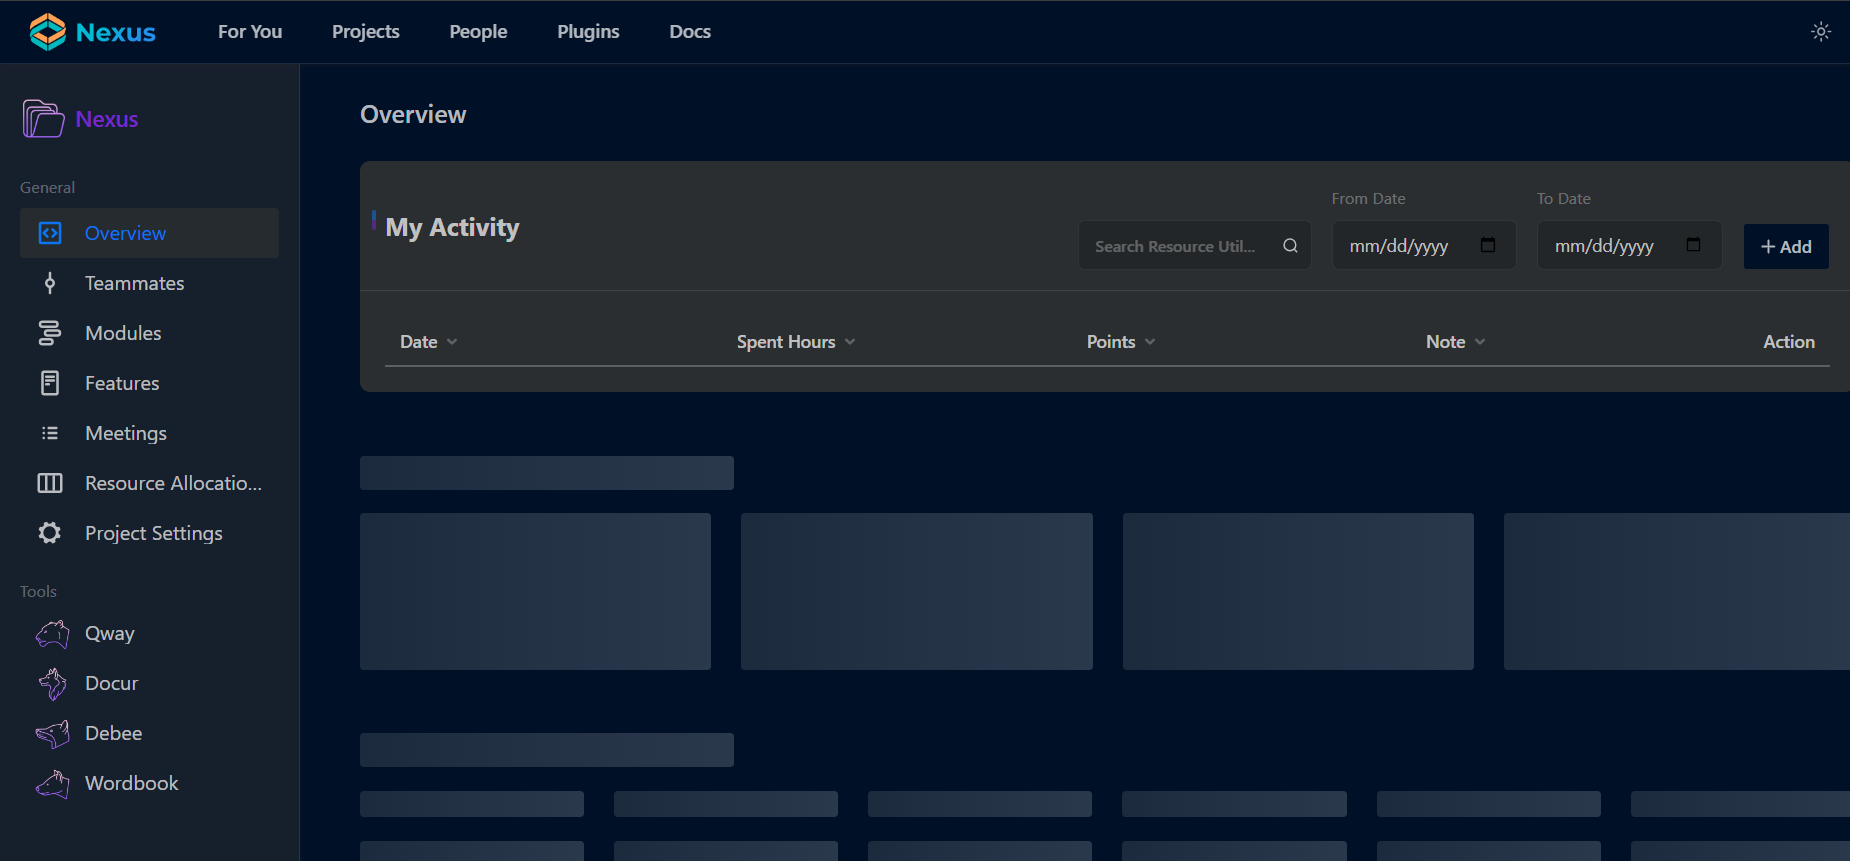 Nexus
For You
Projects
People
Plugins
Docs
Nexus
General
Overview
Teammates
Modules
Features
Meetings
Resource Allocatio...
Project Settings
Tools
Qway
Docur
Debee
Wordbook
Overview
My Activity
Search Resource Util...
From Date
mm/dd/yyyy
To Date
mm/dd/yyyy
+ Add
Date
Spent Hours
Points
Note
Action